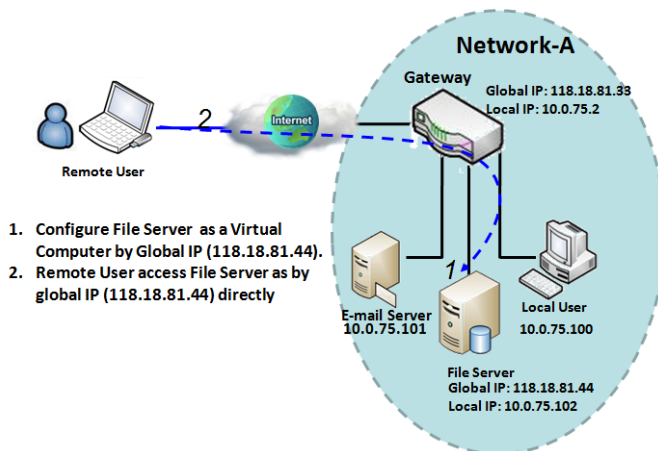 Network-A
Gateway
Global IP: 118.18.81.33
Local IP: 10.0.75.2
2
Internet
Remote User
1. Configure File Server as a Virtual
Computer by Global IP (118.18.81.44).
2. Remote User access File Server as by
global IP (118.18.81.44) directly
1
E-mail Server
10.0.75.101
Local User
10.0.75.100
File Server
Global IP: 118.18.81.44
Local IP: 10.0.75.102